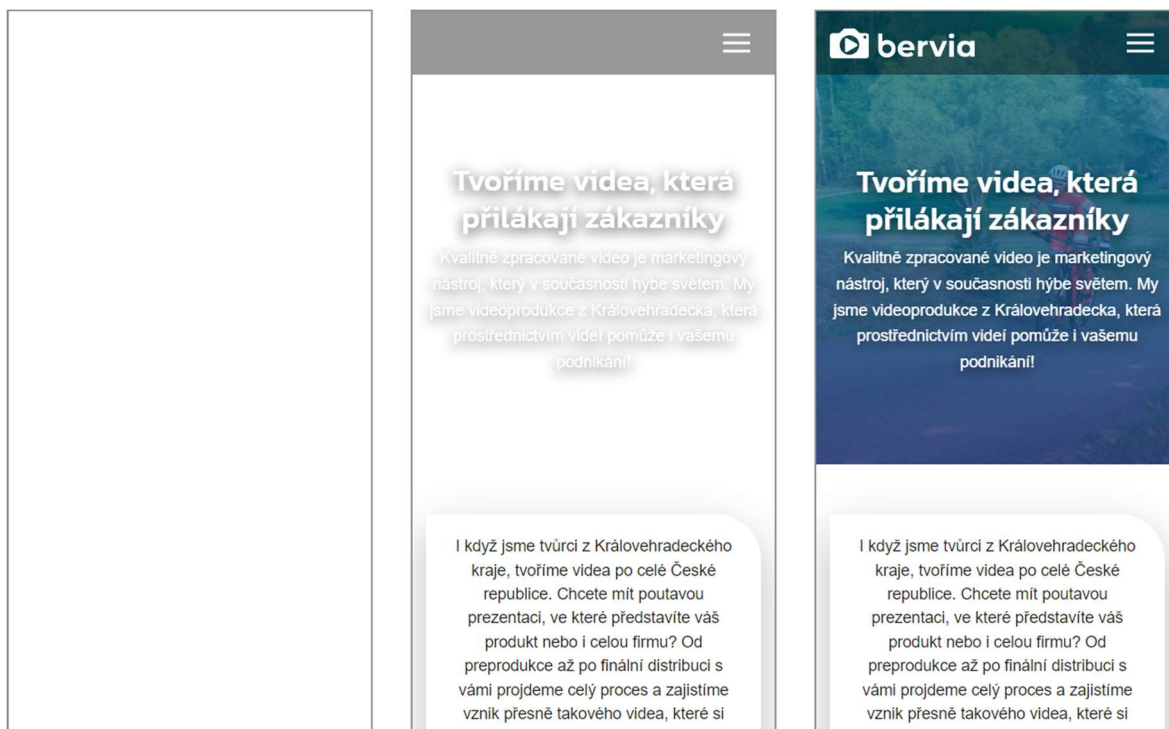 Tvoříme videa, která
přilákají zákazníky
Kvalitně zpracované video je marketingový
nástroj, který v současnosti hýbe světem. My
jsme videoprodukce z Královehradecka, která
prostřednictvím videí pomůže i vašemu
podnikání!
I když jsme tvůrci z Královehradeckého
kraje, tvoříme videa po celé České
republice. Chcete mít poutavou
prezentaci, ve které představíte váš
produkt nebo i celou firmu? Od
preprodukce až po finální distribuci s
vámi projdeme celý proces a zajistíme
vznik přesně takového videa, které si
bervia
Tvoříme videa, která
přilákají zákazníky
Kvalitně zpracované video je marketingový
nástroj, který v současnosti hýbe světem. My
jsme videoprodukce z Královehradecka, která
prostřednictvím videí pomůže i vašemu
podnikání!
I když jsme tvůrci z Královehradeckého
kraje, tvoříme videa po celé České
republice. Chcete mít poutavou
prezentaci, ve které představíte váš
produkt nebo i celou firmu? Od
preprodukce až po finální distribuci s
vámi projdeme celý proces a zajistíme
vznik přesně takového videa, které si